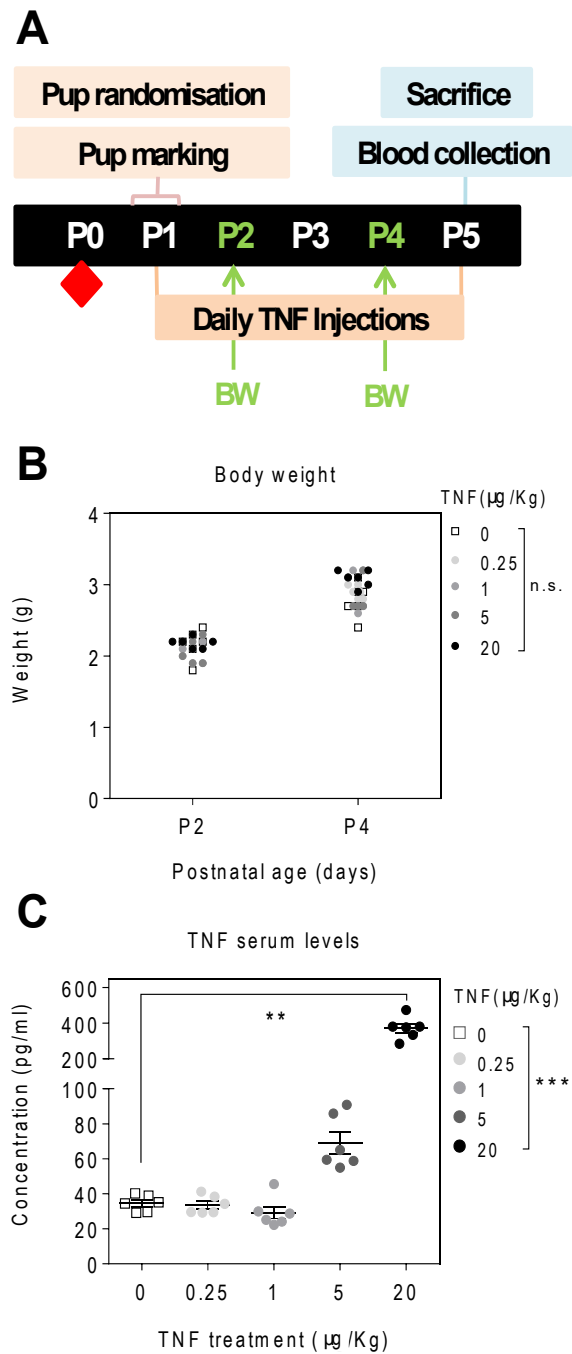 A
Pup randomisation
Sacrifice
Pup marking
Blood collection
P0 P1 P2 P3 P4 P5
Daily TNF Injections
BW BW
B
Body weight
TNF(µg/Kg)
0
0.25
1
5
20
n.s.
4
3
2
1
0
Weight (g)
P2 P4
Postnatal age (days)
C
TNF serum levels
TNF(µg/Kg)
0
0.25
1
5
20
***
**
600
400
200
100
80
60
40
20
0
Concentration (pg/ml)
0 0.25 1 5 20
TNF treatment (µg/Kg)